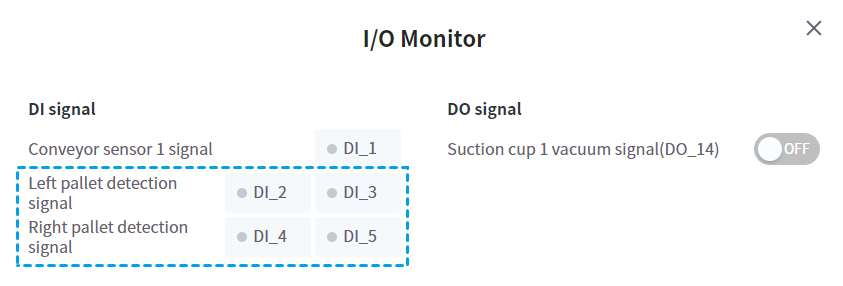 I/O Monitor
DI signal
DO signal
Conveyor sensor 1 signal
DI_1
Suction cup 1 vacuum signal(DO_14)
OFF
Left pallet detection
signal
DI_2
DI_3
Right pallet detection
signal
DI_4
DI_5